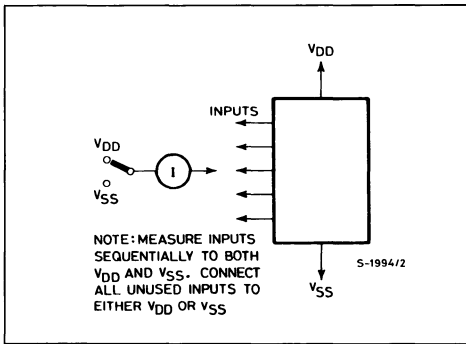 VDD
INPUTS
VDD
I
VSS
NOTE: MEASURE INPUTS
SEQUENTIALLY TO BOTH
VDD AND VSS. CONNECT
ALL UNUSED INPUTS TO
EITHER VDD OR VSS
S-1994/2
VSS